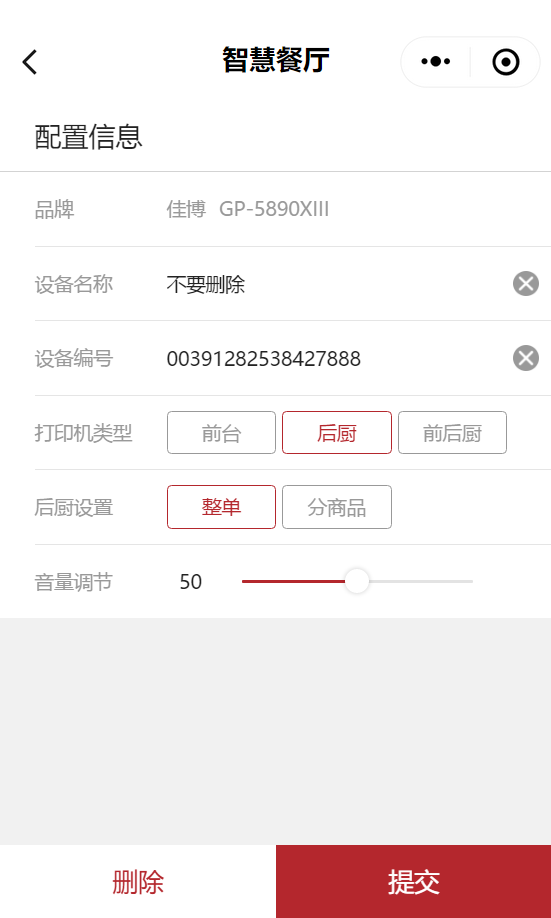 智慧餐厅
配置信息
品牌 佳博 GP-5890XIII
设备名称 不要删除
设备编号 00391282538427888
打印机类型 前台 后厨 前后厨
后厨设置 整单 分商品
音量调节 50
删除 提交